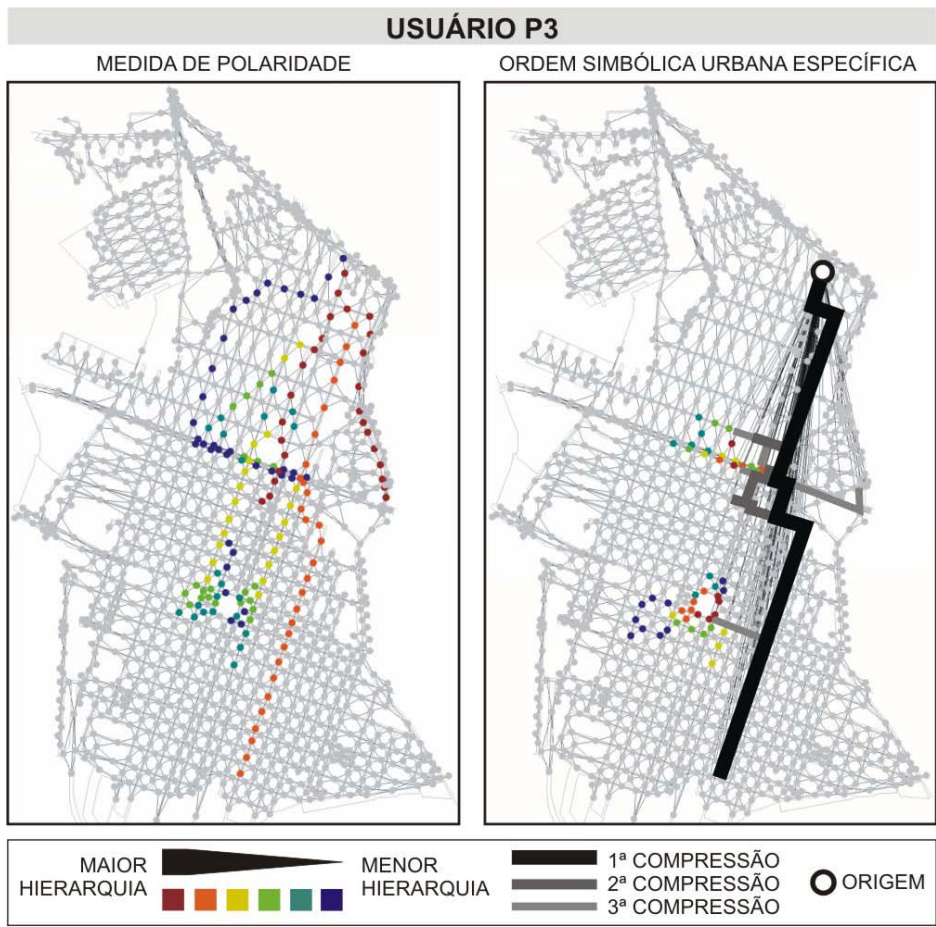 USUÁRIO P3
MEDIDA DE POLARIDADE
ORDEM SIMBÓLICA URBANA ESPECÍFICA
MAIOR
HIERARQUIA
MENOR
HIERARQUIA
1ª COMPRESSÃO
2ª COMPRESSÃO
3ª COMPRESSÃO
ORIGEM